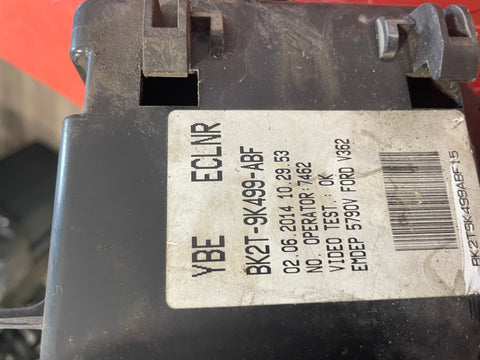 YBE ECLNR
BK2T-9K499-ABF
02.06.2014 10.29.53
NO. OPERATOR:7462
VIDEO TEST: OK
EMDEP 5790V FORD V362
BK2T9K499ABF15